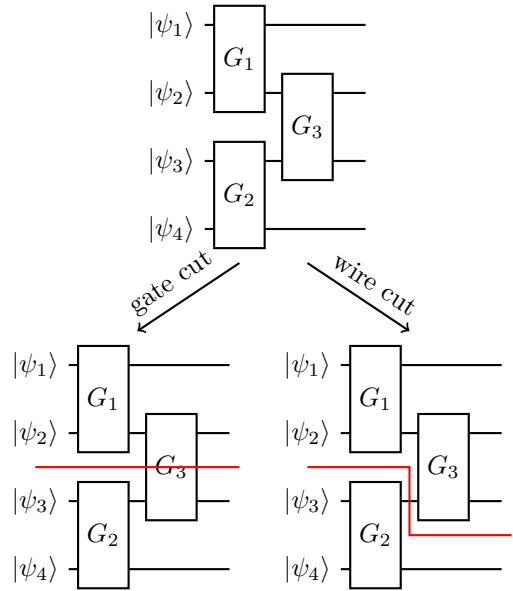 |ψ₁⟩ G₁
|ψ₂⟩ G₃
|ψ₃⟩ G₂
|ψ₄⟩
gate cut wire cut
|ψ₁⟩ G₁ |ψ₁⟩ G₁
|ψ₂⟩ |ψ₂⟩
G₃ G₃
|ψ₃⟩ G₂ |ψ₃⟩ G₂
|ψ₄⟩ |ψ₄⟩